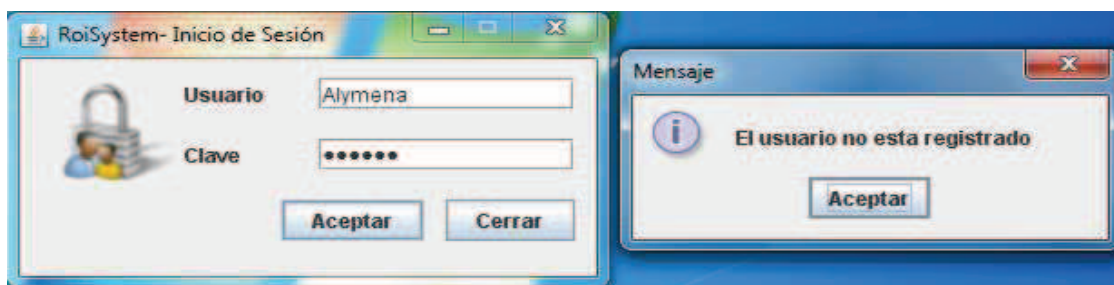 RoiSystem- Inicio de Sesión
Usuario
Alymena
Clave
••••••
Aceptar
Cerrar
Mensaje
El usuario no esta registrado
Aceptar